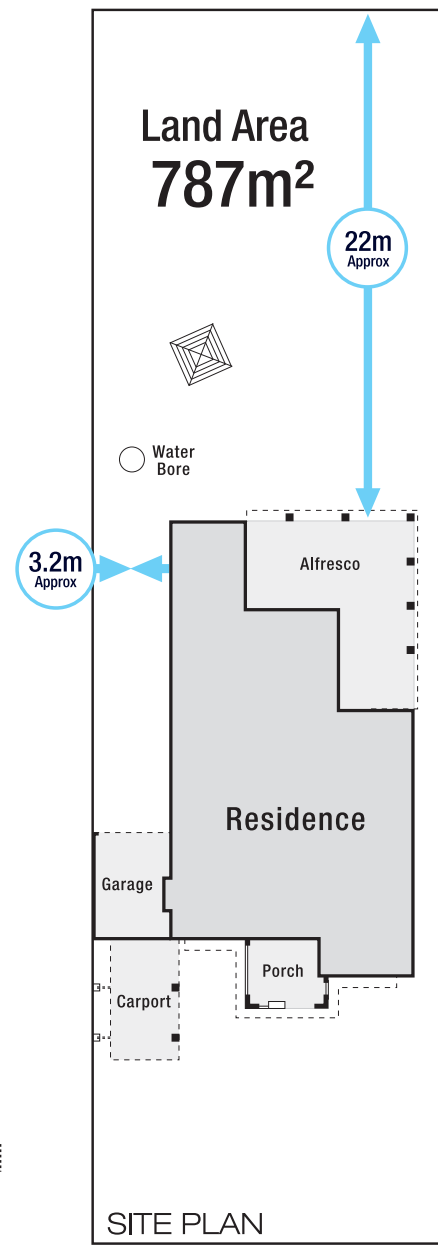 Land Area
787m²
22m
Approx
Water
Bore
3.2m
Approx
Alfresco
Residence
Garage
Porch
Carport
SITE PLAN